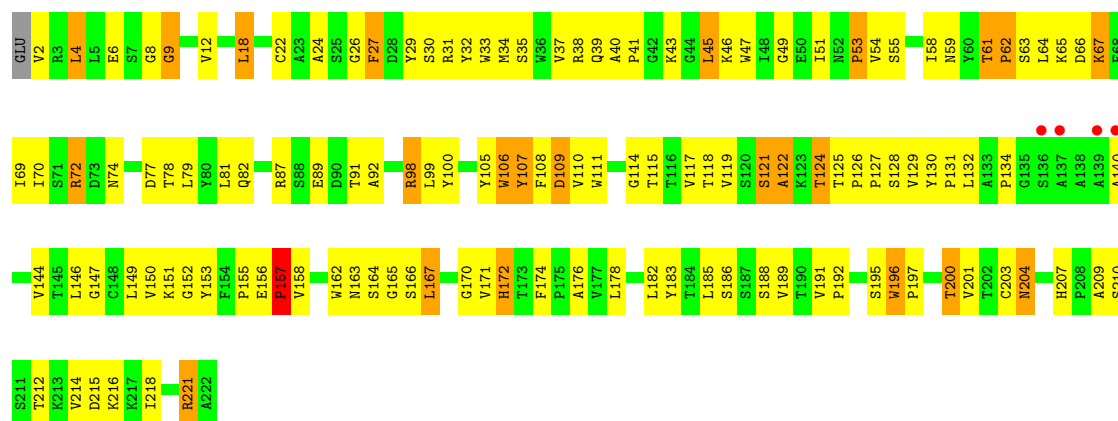 GLU V2 R3 L4 L5 E6 S7 G8 G9 V12 L18 C22 A23 A24 S25 G26 F27 D28 Y29 S30 R31 Y32 W33 M34 S35 W36 V37 R38 Q39 A40 P41 G42 K43 G44 L45 K46 W47 I48 G49 E50 I51 N52 P53 V54 S55 I58 N59 Y60 T61 P62 S63 L64 K65 D66 K67 F68
I69 I70 S71 R72 D73 N74 D77 T78 L79 Y80 L81 Q82 R87 S88 E89 D90 T91 A92 R98 L99 Y100 Y105 W106 Y107 F108 D109 V110 W111 G114 T115 T116 V117 T118 V119 S120 S121 A122 K123 T124 T125 P126 P127 S128 V129 Y130 P131 L132 A133 P134 G135 S136 A137 A138 A139 A140
V144 T145 L146 G147 C148 L149 V150 K151 G152 Y153 F154 P155 E156 P157 V158 W162 N163 S164 G165 S166 L167 G170 V171 H172 T173 F174 P175 A176 V177 L178 L182 Y183 T184 L185 S186 S187 S188 V189 T190 V191 P192 S195 W196 P197 T200 V201 T202 C203 N204 H207 P208 A209 S210
S211 T212 K213 V214 D215 K216 K217 I218 R221 A222